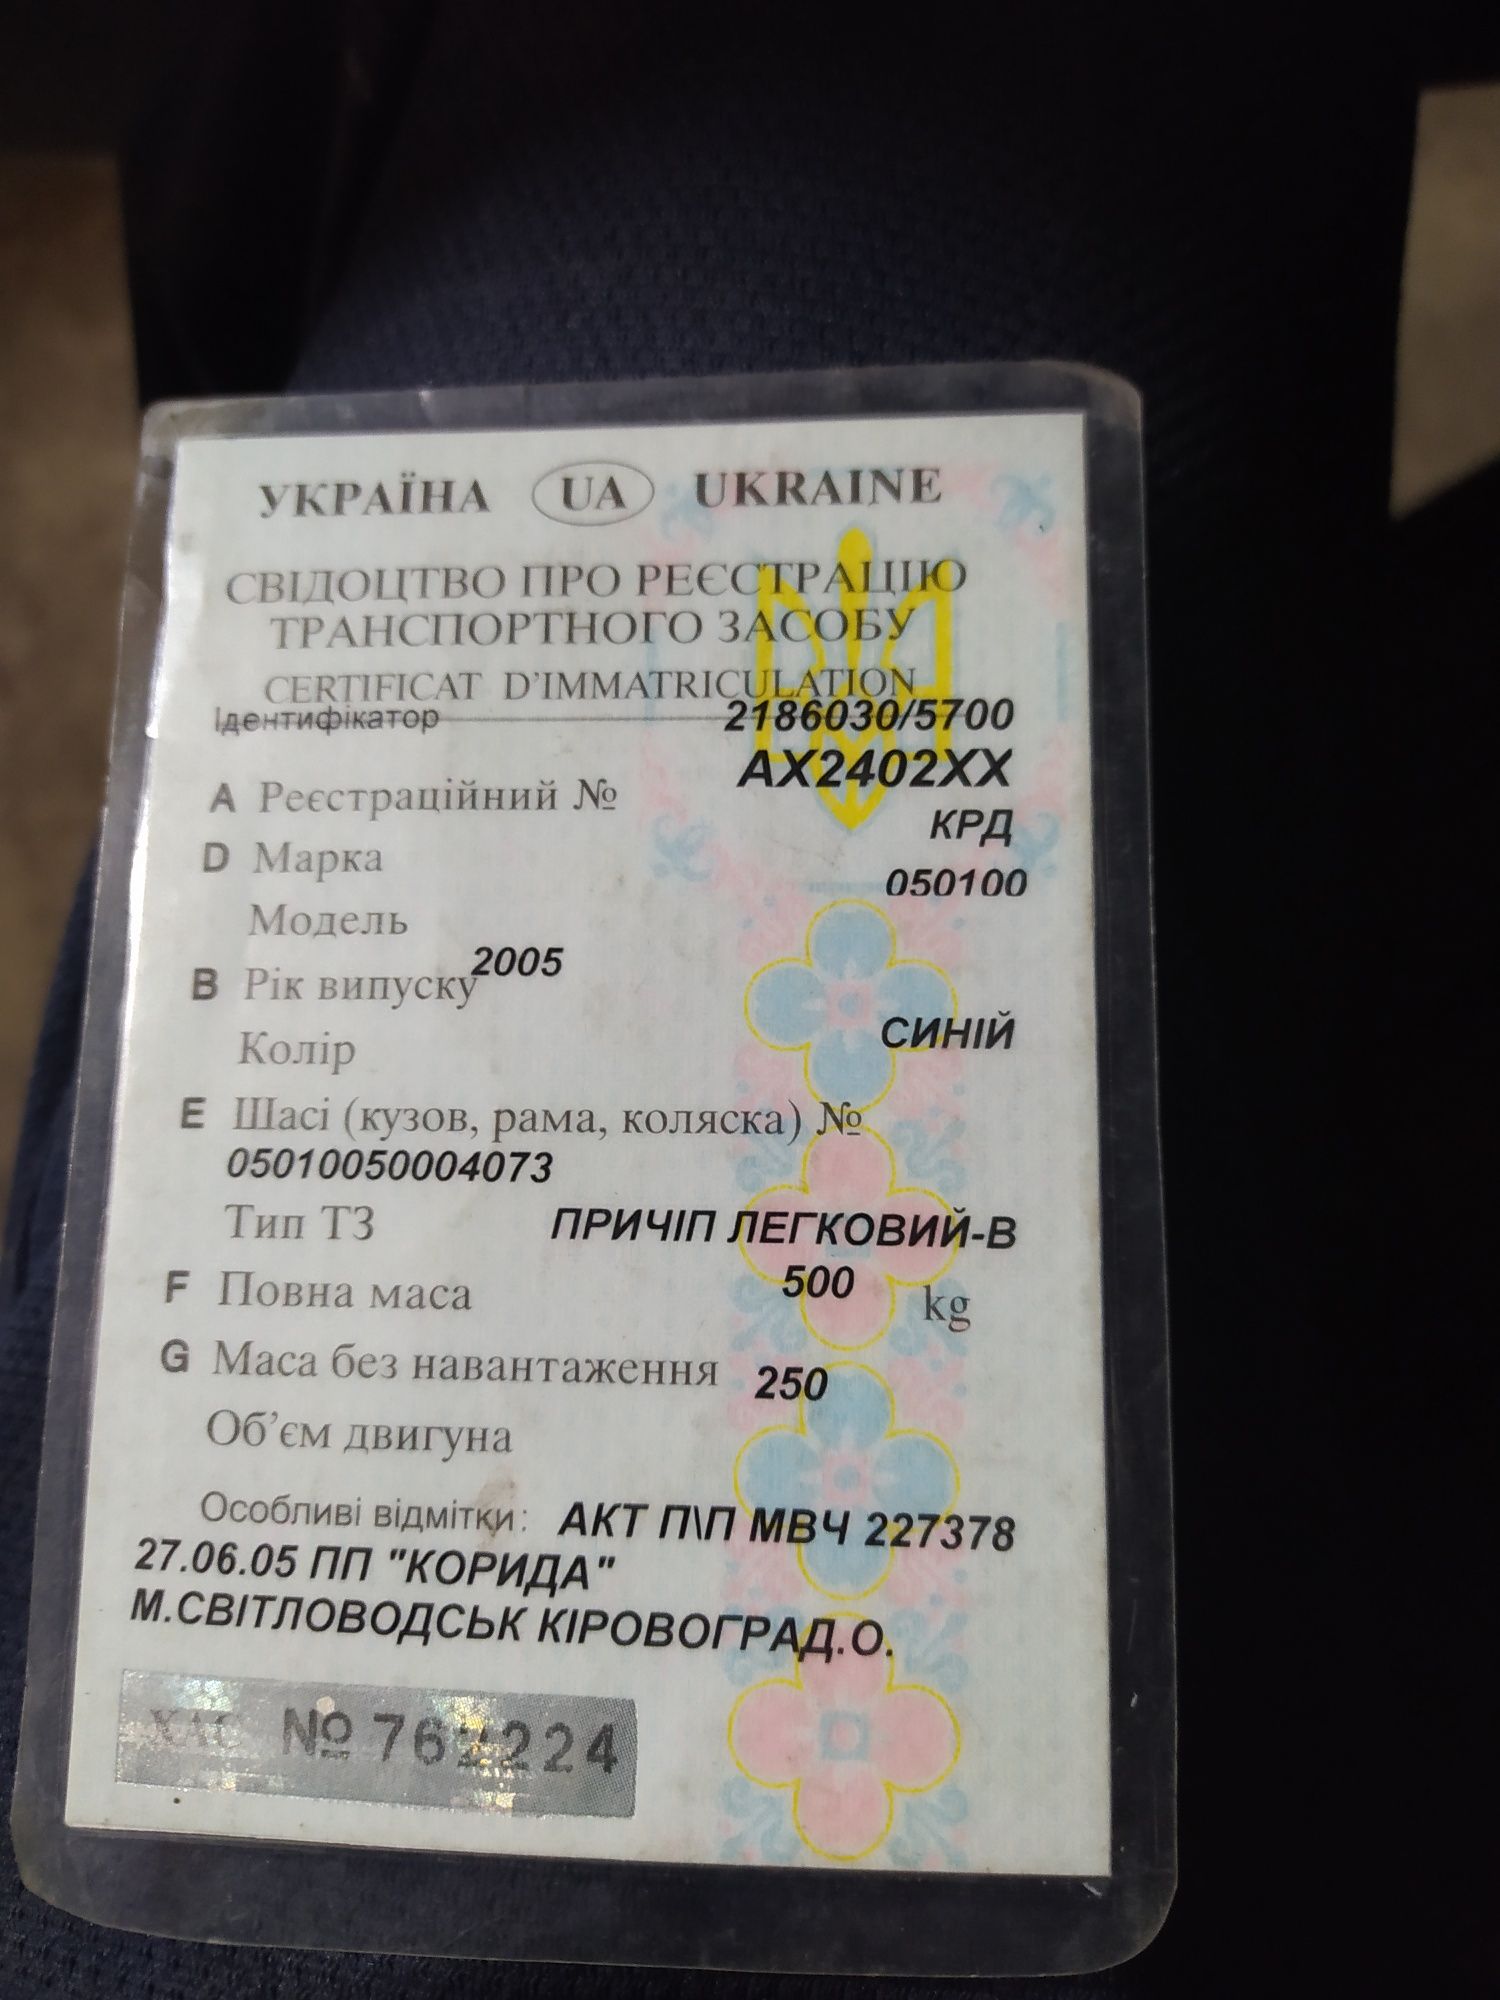 УКРАЇНА UA UKRAINE
СВІДОЦТВО ПРО РЕЄСТРАЦІЮ
ТРАНСПОРТНОГО ЗАСОБУ
CERTIFICAT D'IMMATRICULATION
Ідентифікатор 2186030/5700
A Реєстраційний № АХ2402ХХ
D Марка КРД
Модель 050100
B Рік випуску 2005
Колір СИНІЙ
E Шасі (кузов, рама, коляска) №
05010050004073
Тип ТЗ ПРИЧІП ЛЕГКОВИЙ-В
F Повна маса 500 kg
G Маса без навантаження 250
Об'єм двигуна
Особливі відмітки: АКТ П\П МВЧ 227378
27.06.05 ПП "КОРИДА"
М.СВІТЛОВОДСЬК КІРОВОГРАД.О.
ХАС № 762224